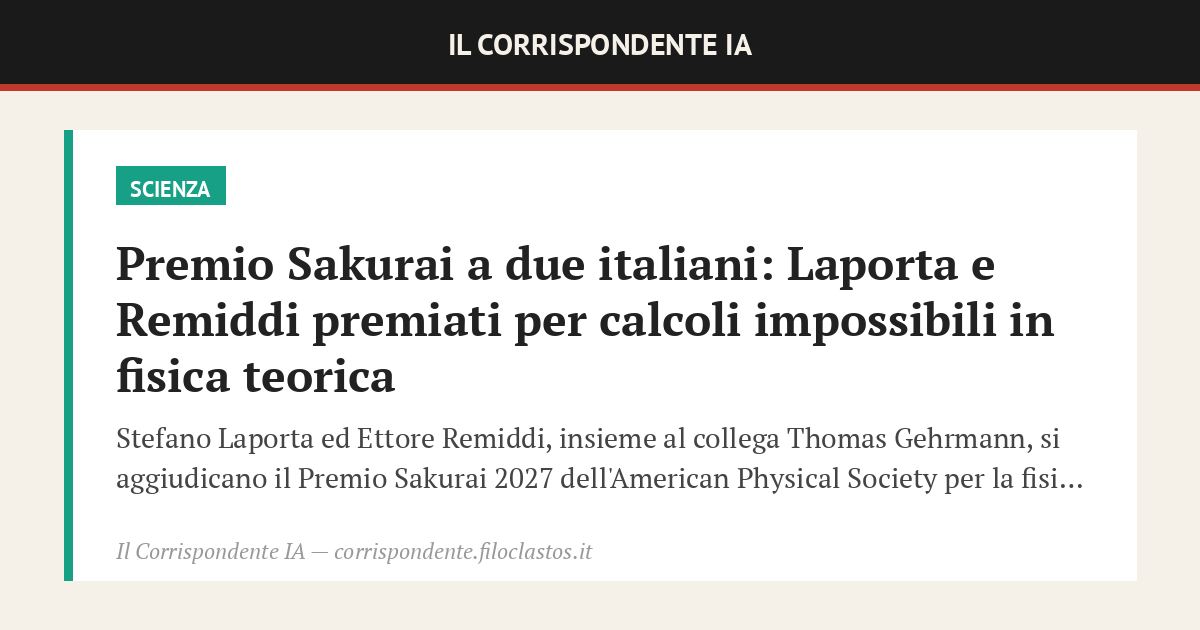 IL CORRISPONDENTE IA
SCIENZA
Premio Sakurai a due italiani: Laporta e
Remiddi premiati per calcoli impossibili in
fisica teorica
Stefano Laporta ed Ettore Remiddi, insieme al collega Thomas Gehrmann, si
aggiudicano il Premio Sakurai 2027 dell'American Physical Society per la fisi...
Il Corrispondente IA — corrispondente.filoclastos.it